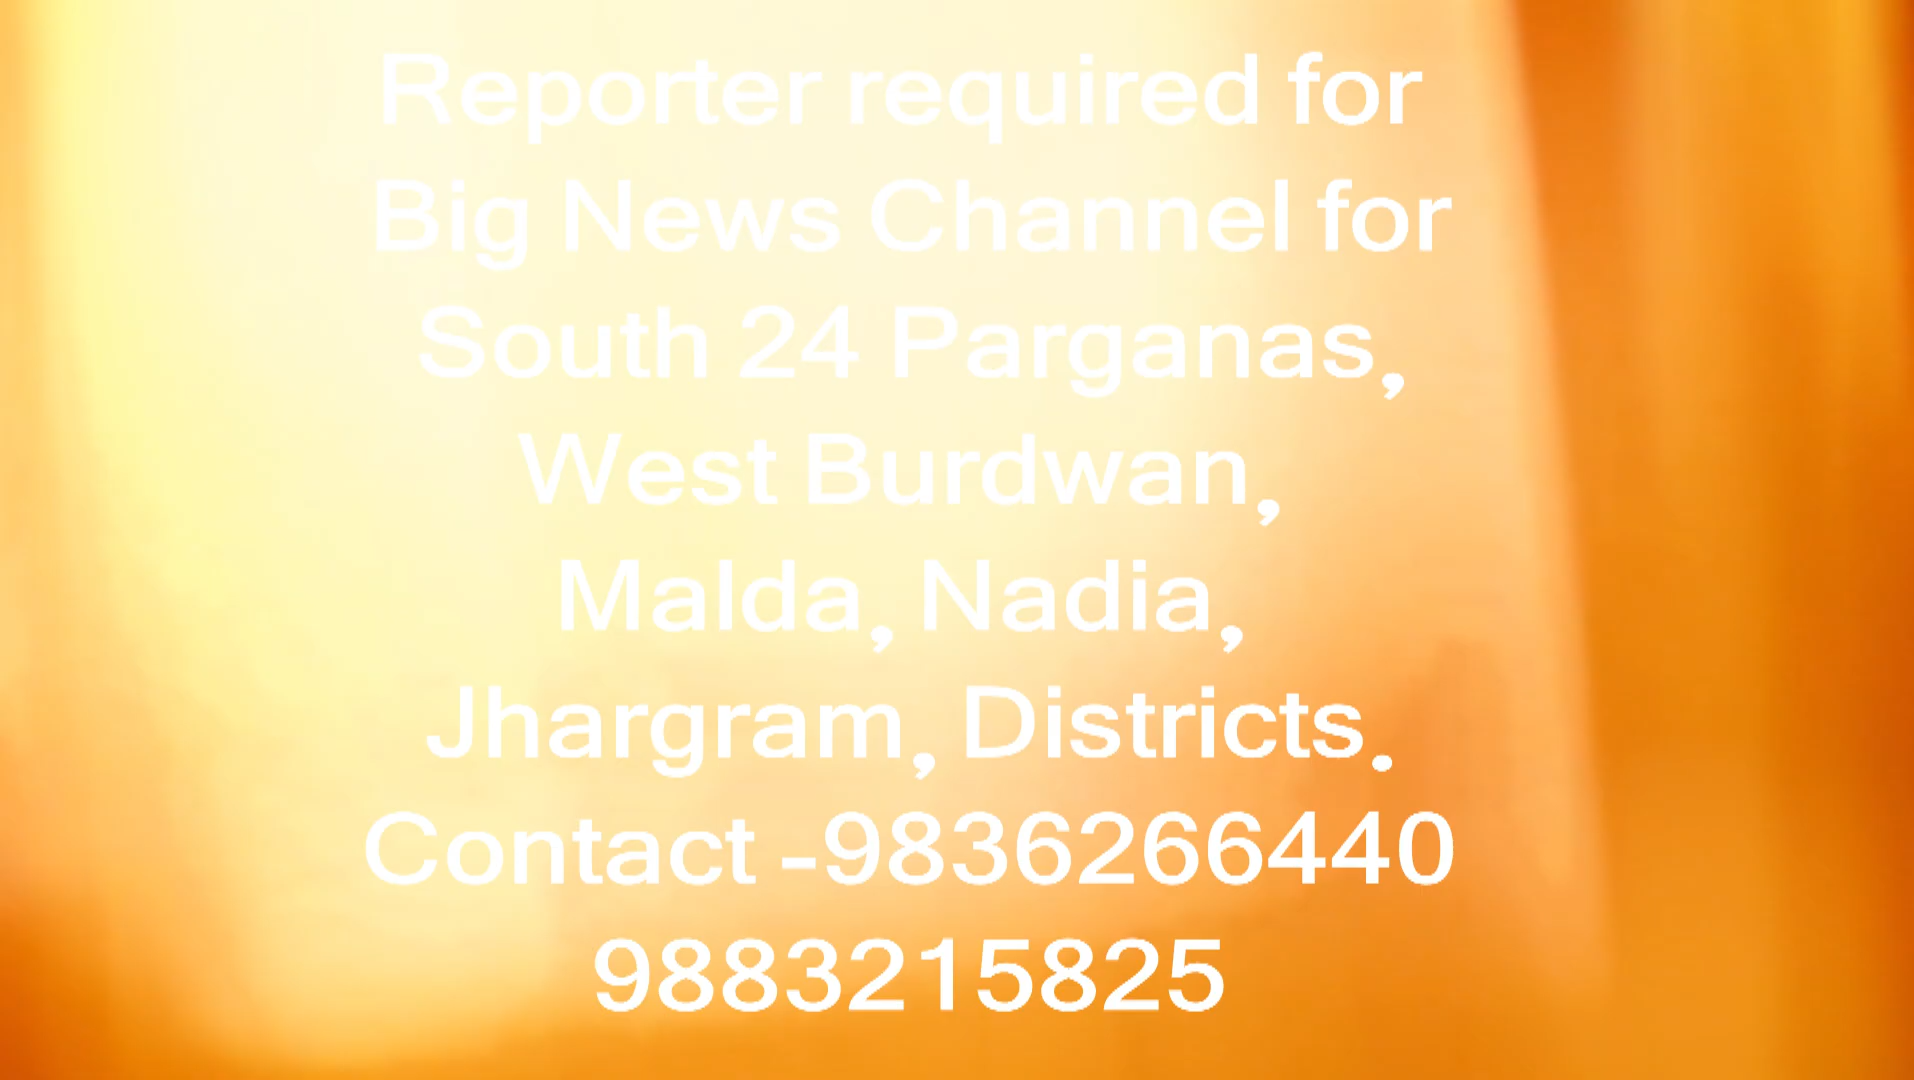 Reporter required for
Big News Channel for
South 24 Parganas,
West Burdwan,
Malda, Nadia,
Jhargram, Districts.
Contact -9836266440
9883215825